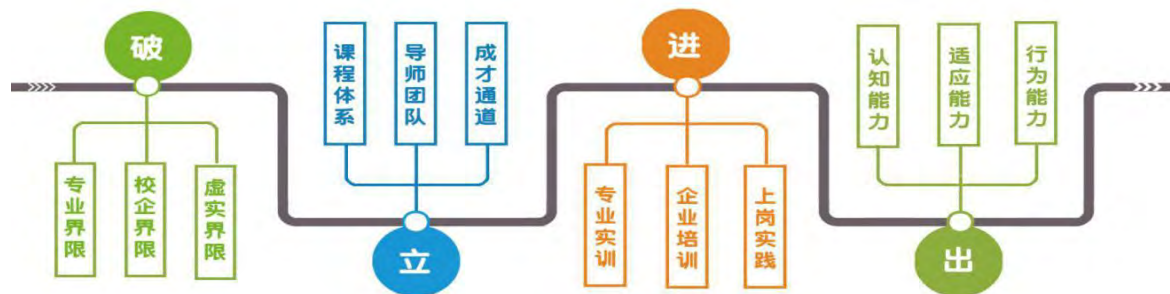 破
专业界限
校企界限
虚实界限
课程体系
导师团队
成才通道
立
进
专业实训
企业培训
上岗实践
认知能力
适应能力
行为能力
出